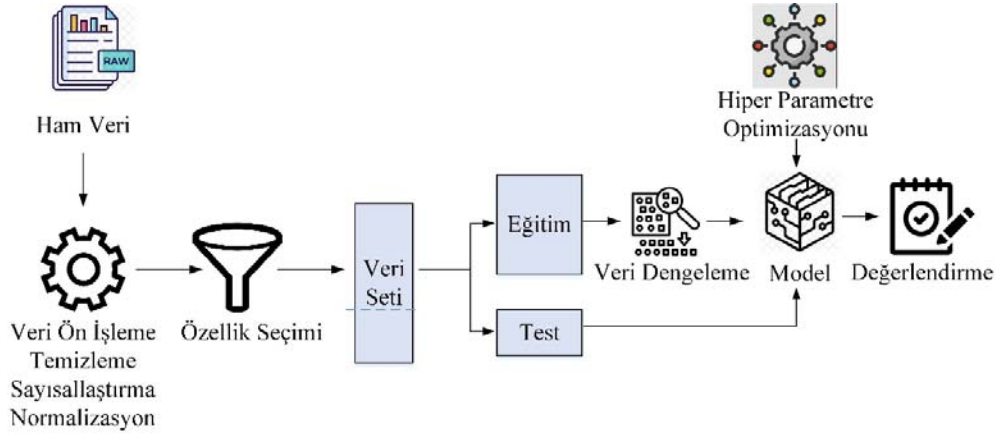 RAW
Ham Veri
Hiper Parametre
Optimizasyonu
Veri Ön İşleme
Temizleme
Sayısallaştırma
Normalizasyon
Özellik Seçimi
Veri
Seti
Eğitim
Test
Veri Dengeleme
Model
Değerlendirme